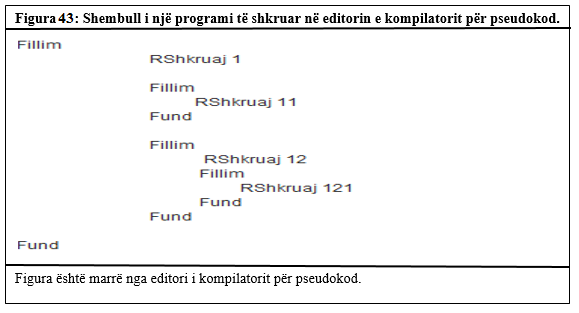 Figura 43: Shembull i një programi të shkruar në editorin e kompilatorit për pseudokod.
Fillim
RShkruaj 1
Fillim
RShkruaj 11
Fund
Fillim
RShkruaj 12
Fillim
RShkruaj 121
Fund
Fund
Fund
Figura është marrë nga editori i kompilatorit për pseudokod.